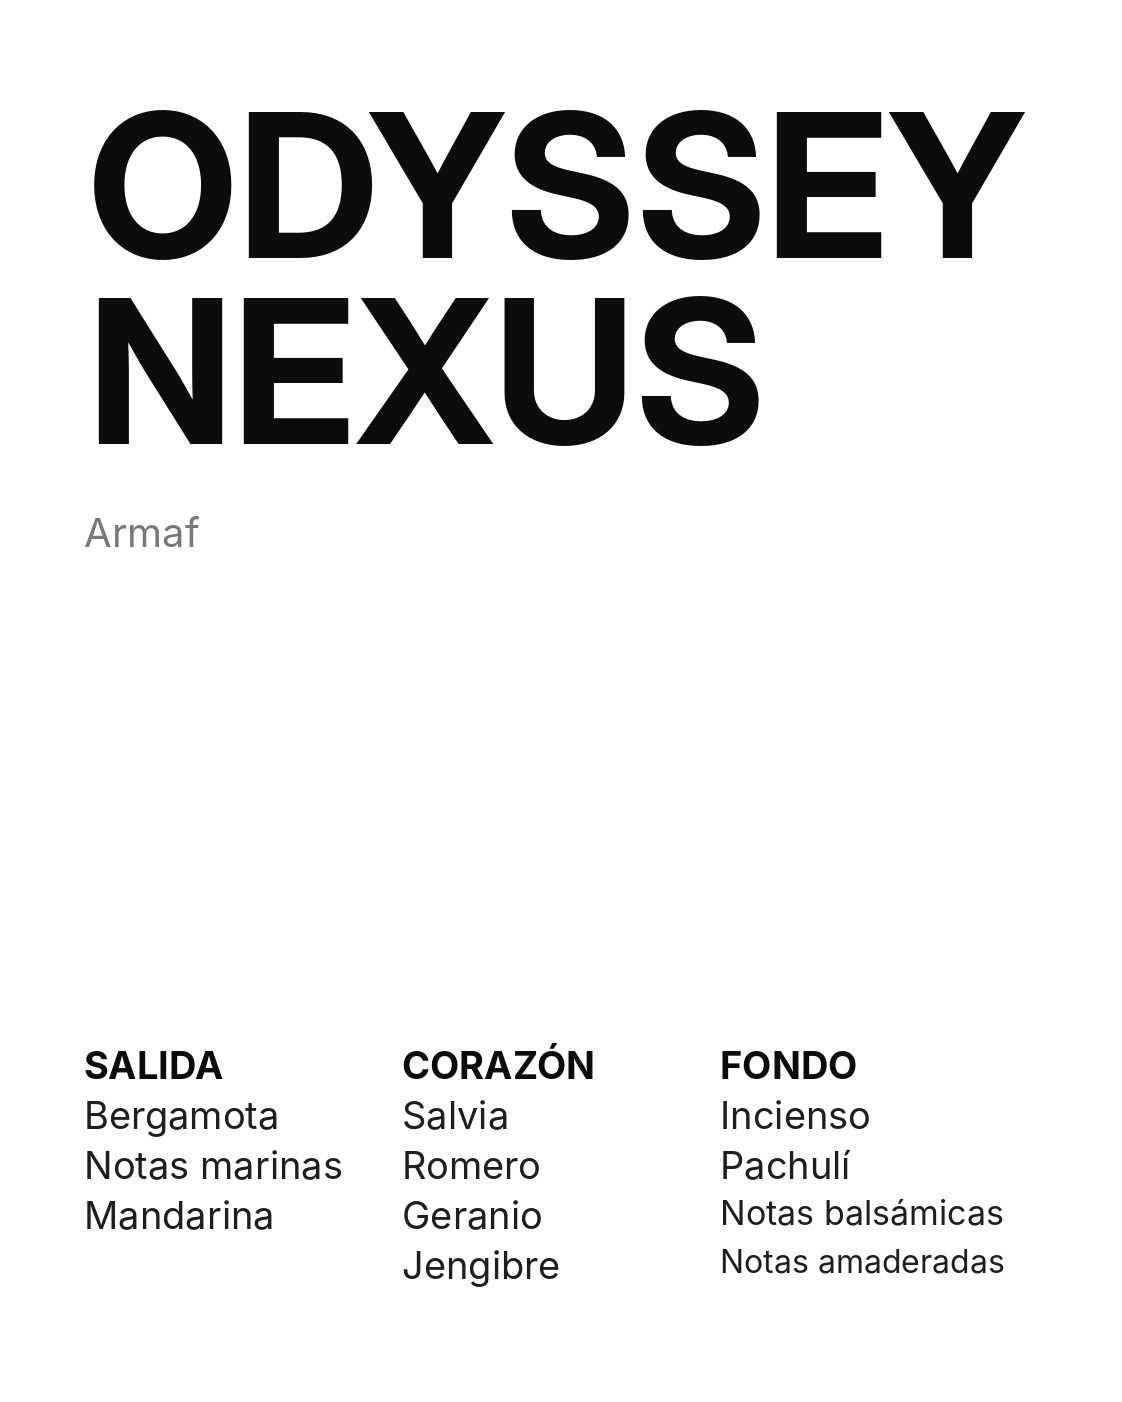 ODYSSEY
NEXUS
Armaf
SALIDA
Bergamota
Notas marinas
Mandarina
CORAZÓN
Salvia
Romero
Geranio
Jengibre
FONDO
Incienso
Pachulí
Notas balsámicas
Notas amaderadas